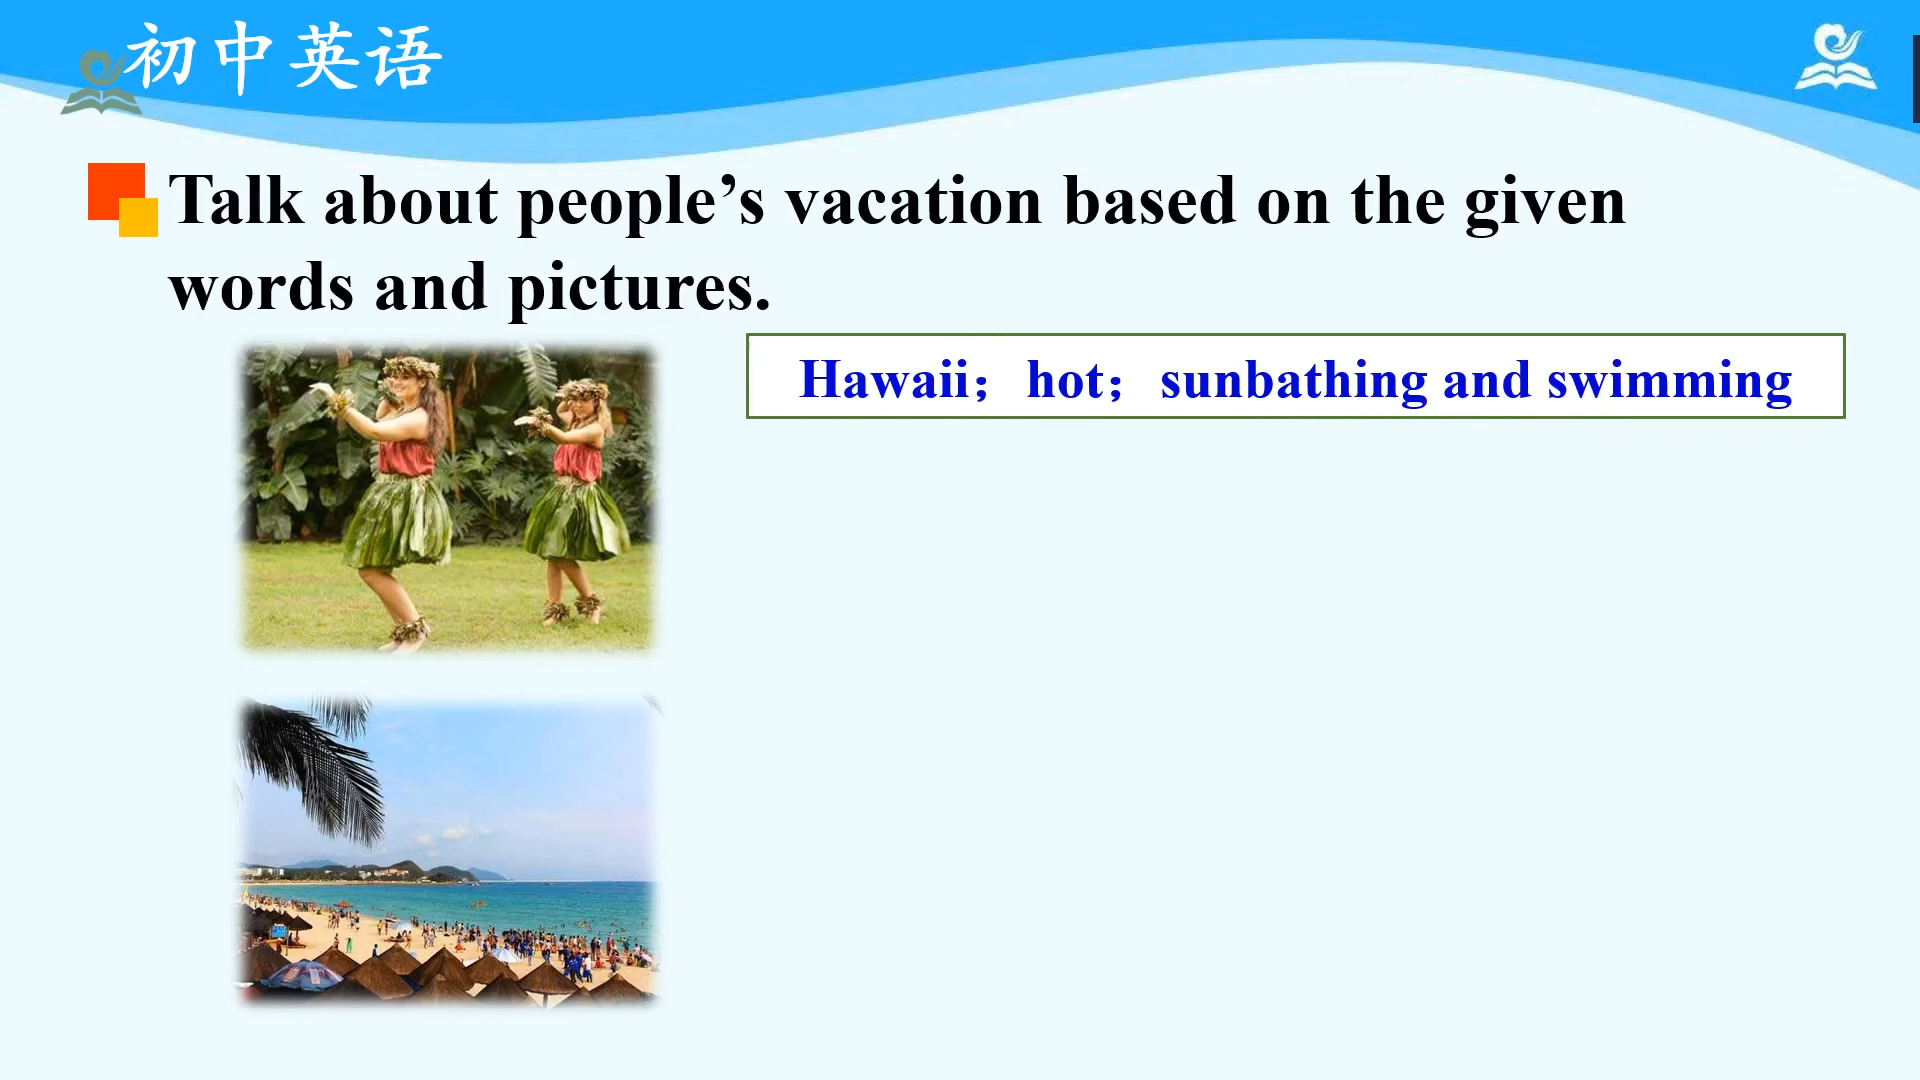 初中英语
Talk about people’s vacation based on the given
words and pictures.
Hawaii；hot；sunbathing and swimming